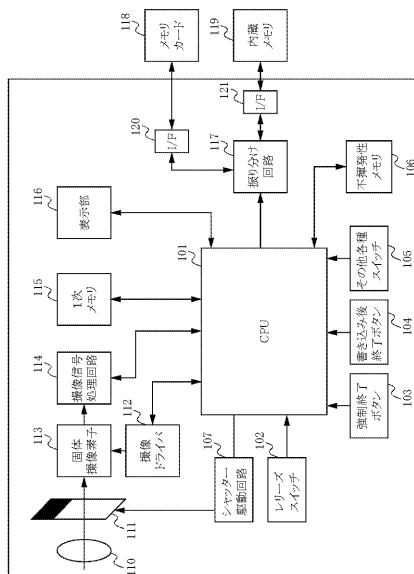 118
メモリ
カード
119
内蔵
メモリ
120
I/F
I/F
121
117
振り分け
回路
116
表示部
115
1次
メモリ
114
撮像信号
処理回路
113
固体
撮像素子
112
撮像
ドライバ
111
110
101
CPU
107
シャッター
駆動回路
102
レリーズ
スイッチ
不揮発性
メモリ
106
その他各種
スイッチ
105
書き込み後
終了ボタン
104
強制終了
ボタン
103